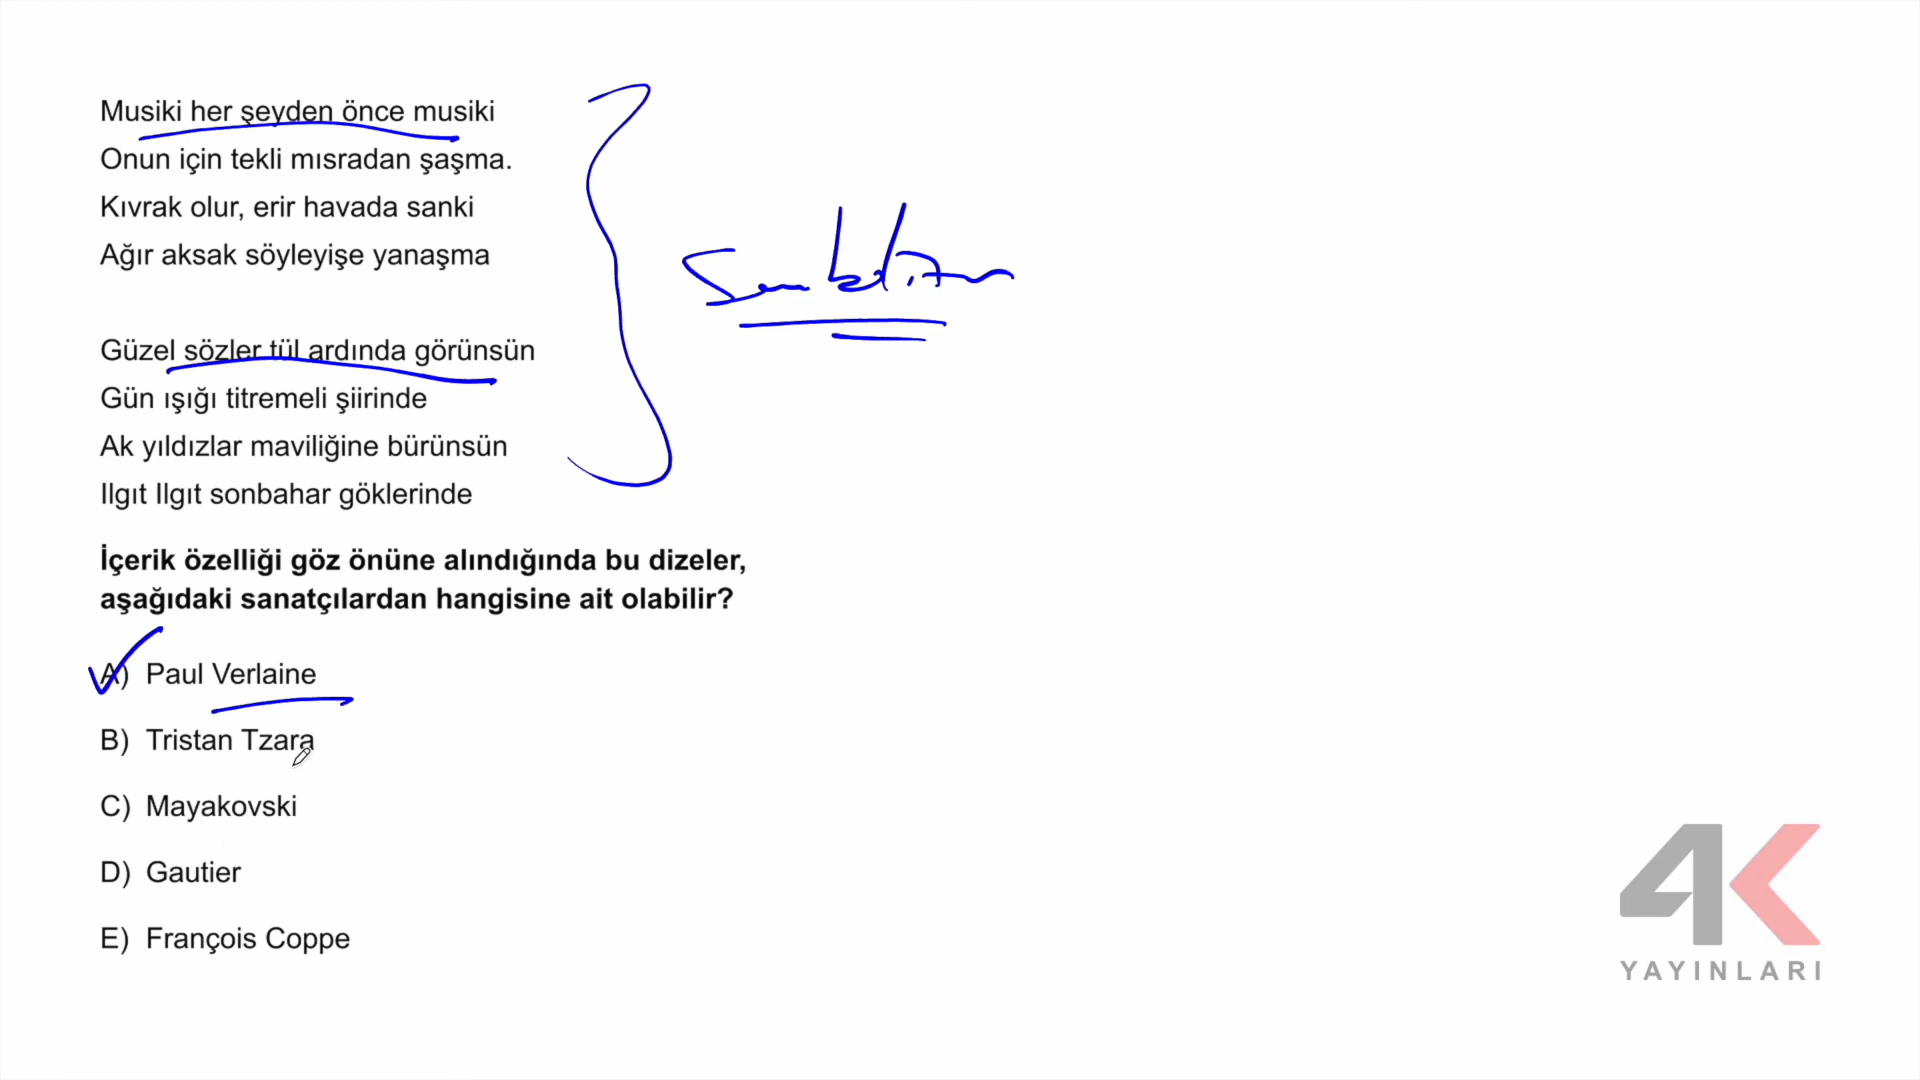 Musiki her şeyden önce musiki
Onun için tekli mısradan şaşma.
Kıvrak olur, erir havada sanki
Ağır aksak söyleyişe yanaşma
Güzel sözler tül ardında görünsün
Gün ışığı titremeli şiirinde
Ak yıldızlar maviliğine bürünsün
Ilgıt Ilgıt sonbahar göklerinde
İçerik özelliği göz önüne alındığında bu dizeler,
aşağıdaki sanatçılardan hangisine ait olabilir?
A) Paul Verlaine
B) Tristan Tzara
C) Mayakovski
D) Gautier
E) François Coppe
4K
YAYINLARI